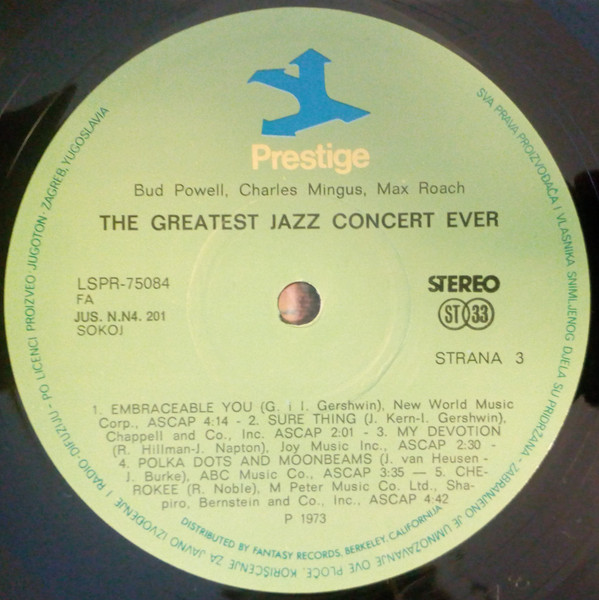 Prestige
Bud Powell, Charles Mingus, Max Roach
THE GREATEST JAZZ CONCERT EVER
LSPR-75084
FA
JUS. N.N4. 201
SOKOJ
STEREO
ST 33
STRANA 3
1. EMBRACEABLE YOU (G. i I. Gershwin), New World Music
Corp., ASCAP 4:14 - 2. SURE THING (J. Kern-I. Gershwin),
Chappell and Co., Inc. ASCAP 2:01 - 3. MY DEVOTION
(R. Hillman-J. Napton), Joy Music Inc., ASCAP 2:30 -
4. POLKA DOTS AND MOONBEAMS (J. van Heusen -
J. Burke), ABC Music Co., ASCAP 3:35 — 5. CHE-
ROKEE (R. Noble), M Peter Music Co. Ltd., Sha-
piro, Bernstein and Co., Inc., ASCAP 4:42
P 1973
DISTRIBUTED BY FANTASY RECORDS, BERKELEY, CALIFORNIJA
SVA PRAVA PROIZVOĐAČA I VLASNIKA SNIMLJENOG DJELA SU PRIDRŽANA - ZABRANJENO JE UMNOŽAVANJE OVE PLOČE, KORIŠĆENJE ZA JAVNO IZVOĐENJE I RADIO-DIFUZIJU - PO LICENCI PROIZVEO JUGOTON - ZAGREB, YUGOSLAVIA